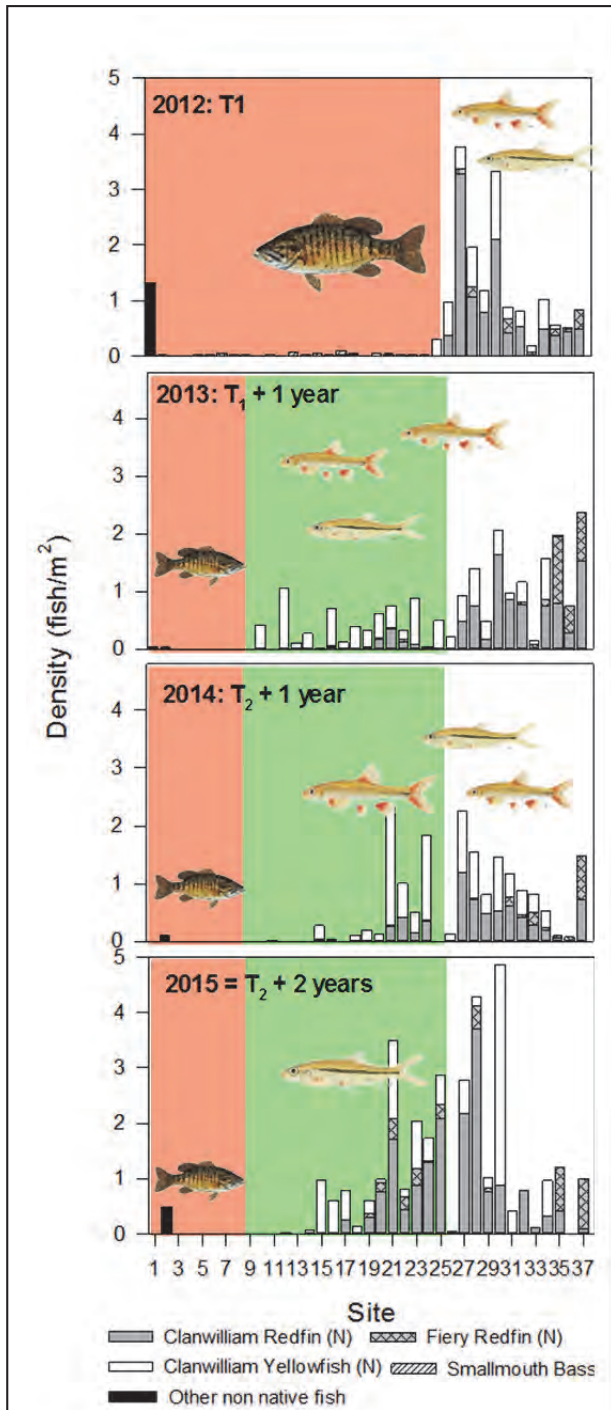 5
2012: T1
4
3
2
1
0
2013: T₁ + 1 year
4
3
2
1
0
2014: T₂ + 1 year
4
3
2
1
0
5
2015 = T₂ + 2 years
4
3
2
1
0
Density (fish/m²)
1 3 5 7 9 11 13 15 17 19 21 23 25 27 29 31 33 35 37
Site
Clanwilliam Redfin (N) Fiery Redfin (N)
Clanwilliam Yellowfish (N) Smallmouth Bass
Other non native fish